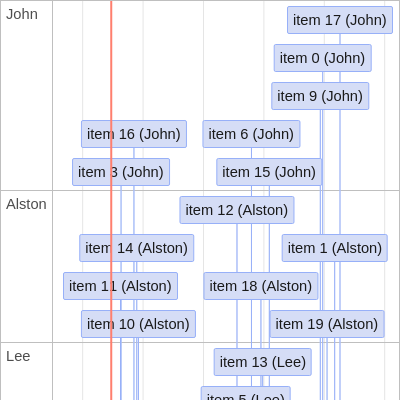 John
item 17 (John)
item 0 (John)
item 9 (John)
item 16 (John)
item 6 (John)
item 3 (John)
item 15 (John)
Alston
item 12 (Alston)
item 14 (Alston)
item 1 (Alston)
item 11 (Alston)
item 18 (Alston)
item 10 (Alston)
item 19 (Alston)
Lee
item 13 (Lee)
item 5 (Lee)